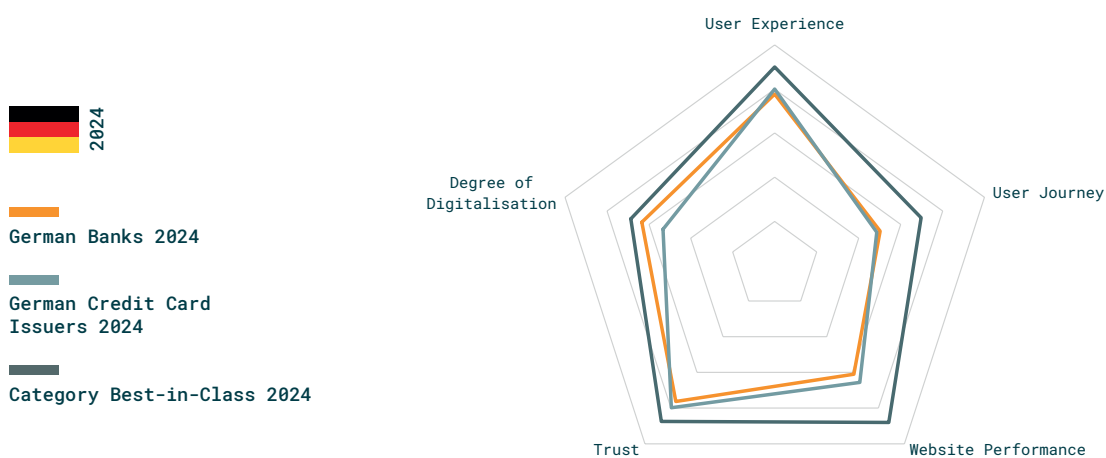 2024
German Banks 2024
German Credit Card
Issuers 2024
Category Best-in-Class 2024
User Experience
User Journey
Website Performance
Trust
Degree of
Digitalisation